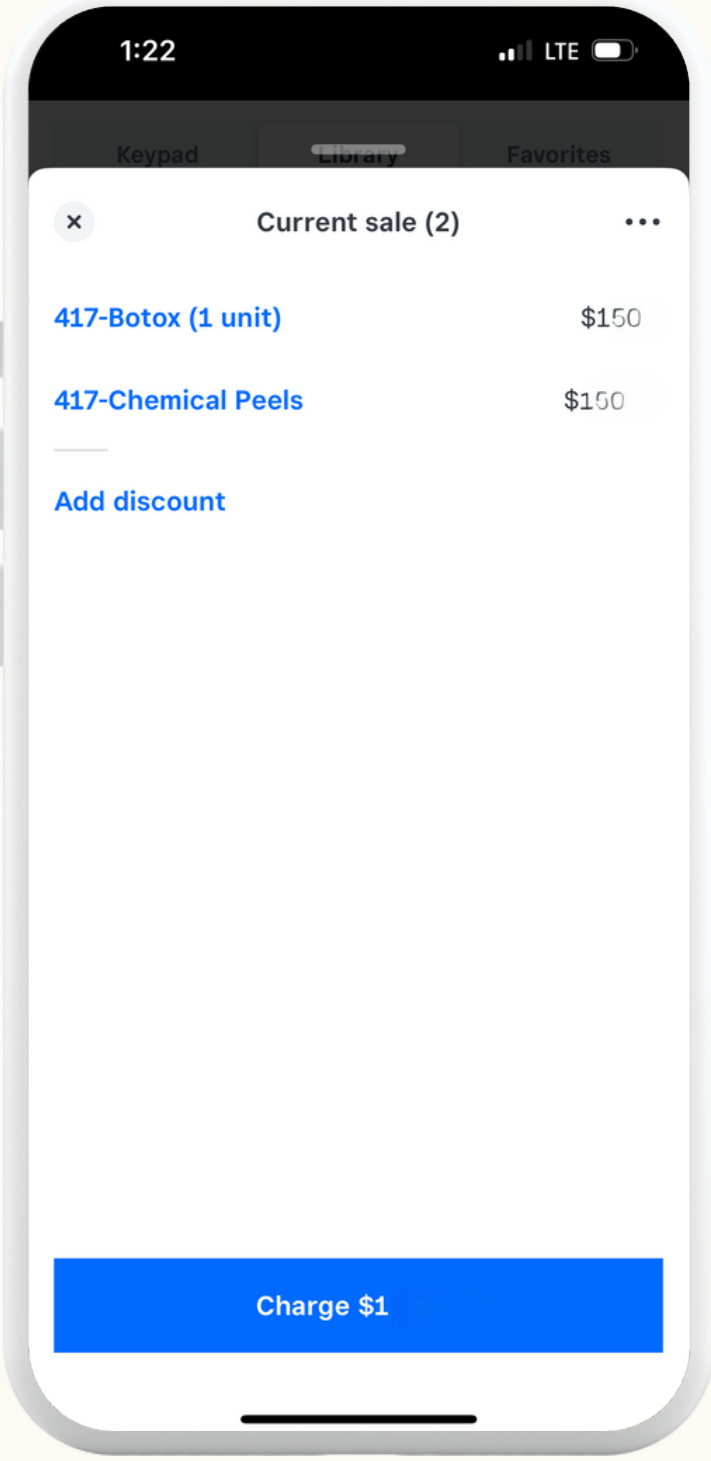 1:22 LTE
Keypad Library Favorites
× Current sale (2) •••
417-Botox (1 unit) $150
417-Chemical Peels $150
Add discount
Charge $1